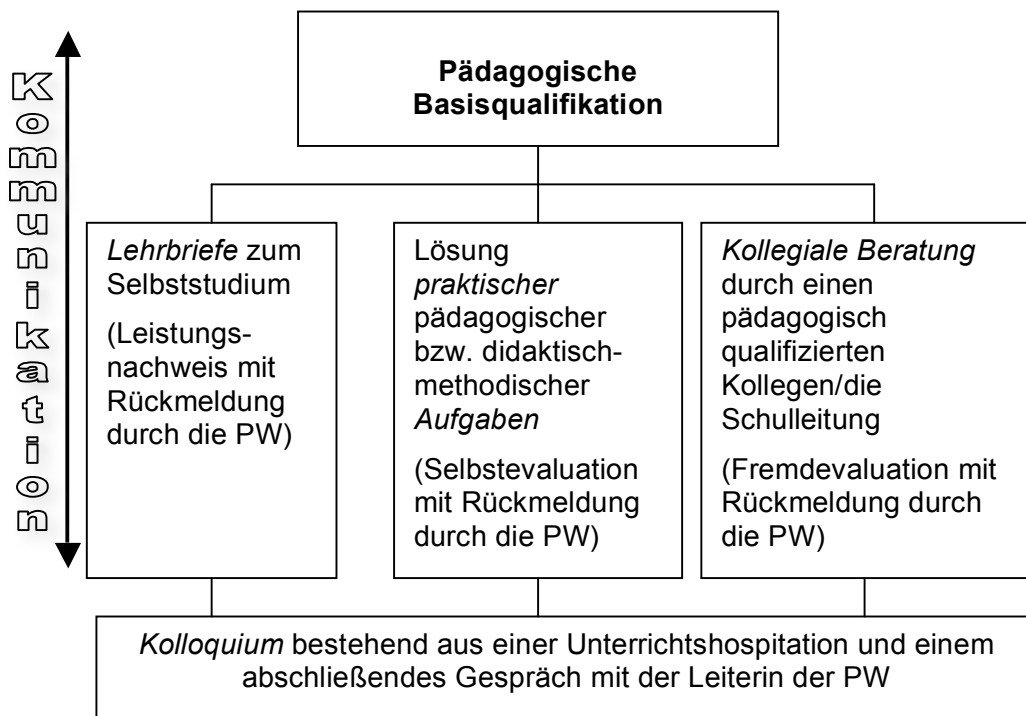 Kommunikation
Pädagogische
Basisqualifikation
Lehrbriefe zum
Selbststudium
(Leistungs-
nachweis mit
Rückmeldung
durch die PW)
Lösung
praktischer
pädagogischer
bzw. didaktisch-
methodischer
Aufgaben
(Selbstevaluation
mit Rückmeldung
durch die PW)
Kollegiale Beratung
durch einen
pädagogisch
qualifizierten
Kollegen/die
Schulleitung
(Fremdevaluation mit
Rückmeldung durch
die PW)
Kolloquium bestehend aus einer Unterrichtshospitation und einem
abschließendes Gespräch mit der Leiterin der PW